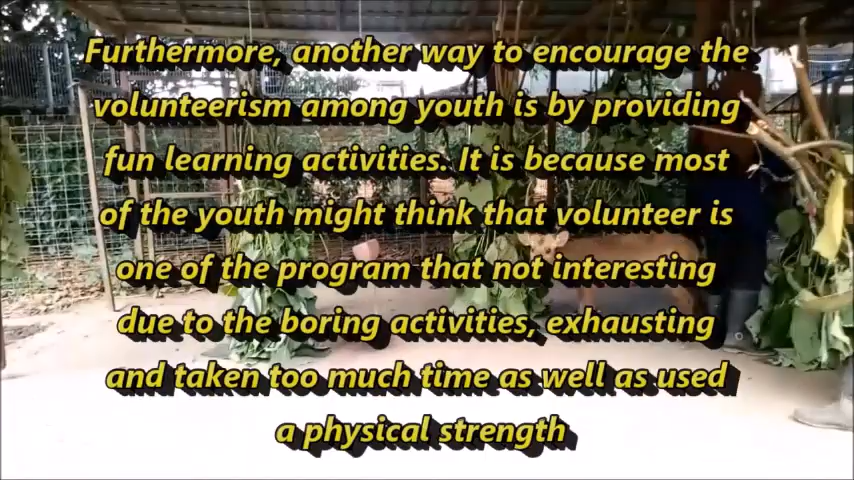 Furthermore, another way to encourage the
volunteerism among youth is by providing
fun learning activities. It is because most
of the youth might think that volunteer is
one of the program that not interesting
due to the boring activities, exhausting
and taken too much time as well as used
a physical strength